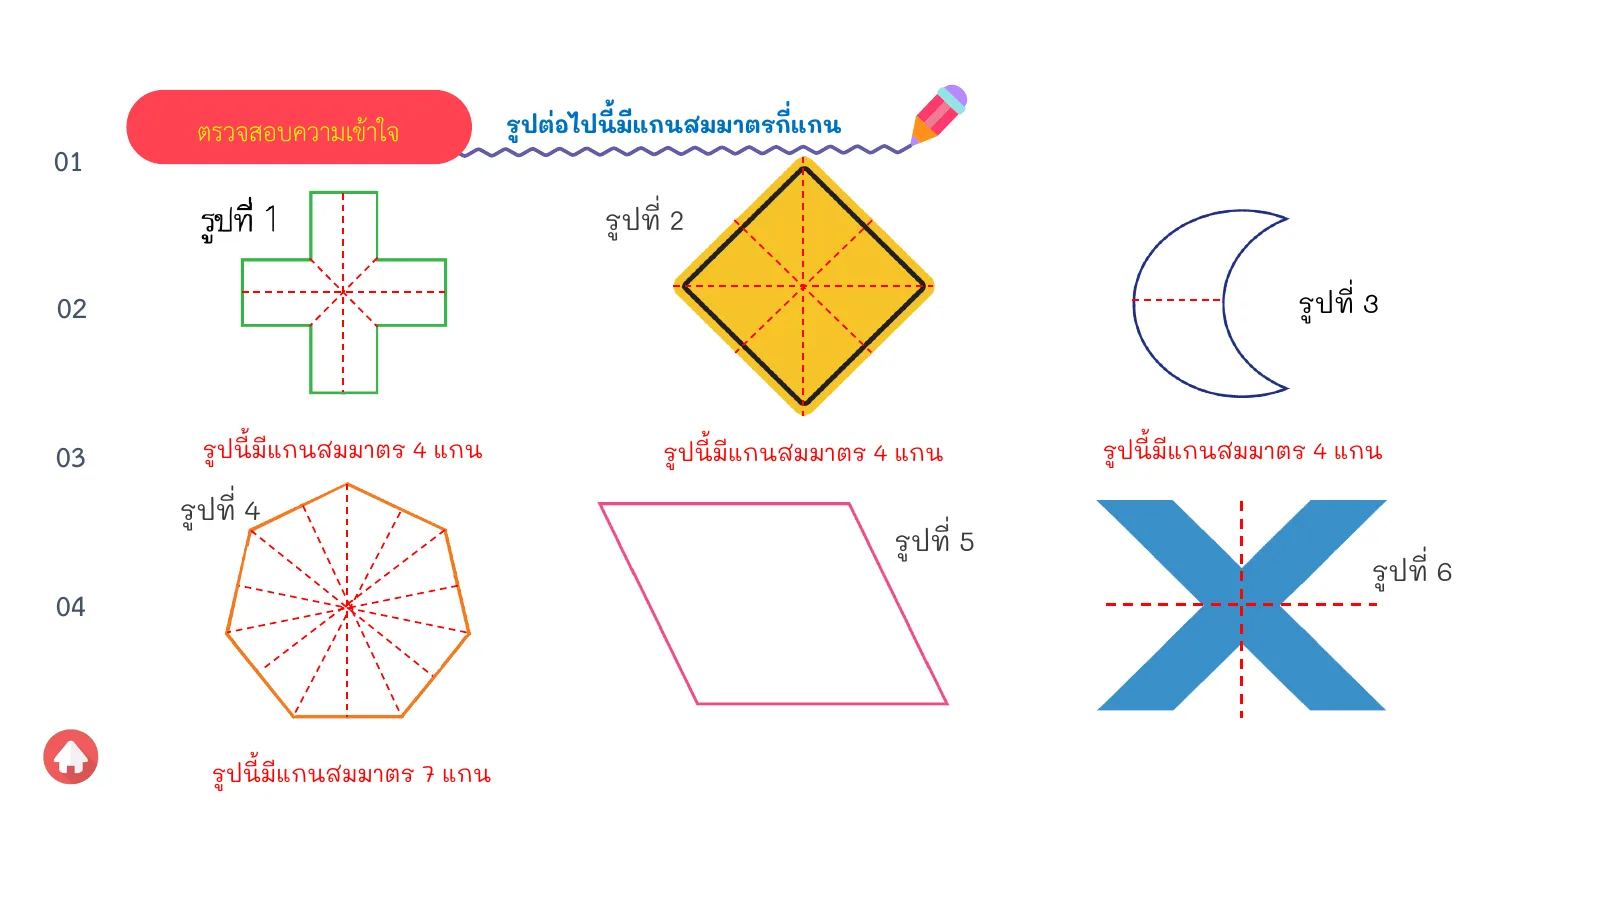 ตรวจสอบความเข้าใจ
รูปต่อไปนี้มีแกนสมมาตรกี่แกน
01
รูปที่ 1
รูปที่ 2
รูปที่ 3
02
รูปนี้มีแกนสมมาตร 4 แกน
รูปนี้มีแกนสมมาตร 4 แกน
รูปนี้มีแกนสมมาตร 4 แกน
03
รูปที่ 4
รูปที่ 5
รูปที่ 6
04
รูปนี้มีแกนสมมาตร 7 แกน